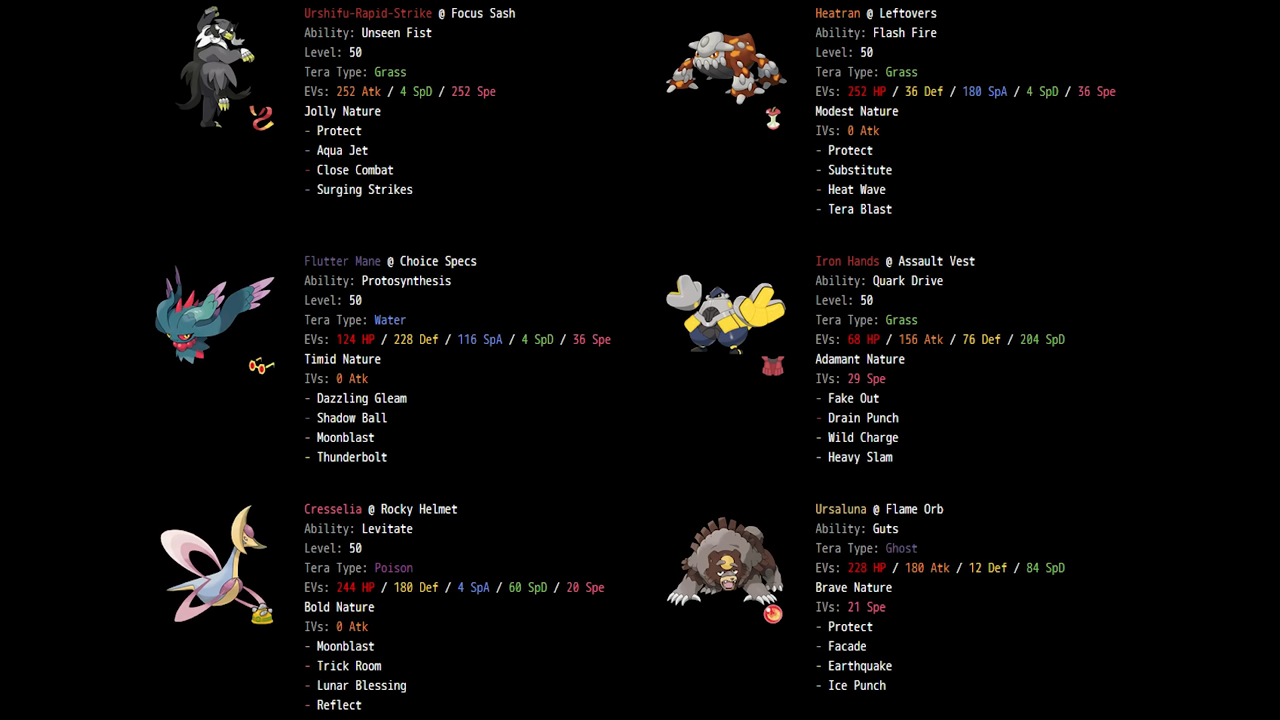 Urshifu-Rapid-Strike @ Focus Sash
Ability: Unseen Fist
Level: 50
Tera Type: Grass
EVs: 252 Atk / 4 SpD / 252 Spe
Jolly Nature
- Protect
- Aqua Jet
- Close Combat
- Surging Strikes
Heatran @ Leftovers
Ability: Flash Fire
Level: 50
Tera Type: Grass
EVs: 252 HP / 36 Def / 180 SpA / 4 SpD / 36 Spe
Modest Nature
IVs: 0 Atk
- Protect
- Substitute
- Heat Wave
- Tera Blast
Flutter Mane @ Choice Specs
Ability: Protosynthesis
Level: 50
Tera Type: Water
EVs: 124 HP / 228 Def / 116 SpA / 4 SpD / 36 Spe
Timid Nature
IVs: 0 Atk
- Dazzling Gleam
- Shadow Ball
- Moonblast
- Thunderbolt
Iron Hands @ Assault Vest
Ability: Quark Drive
Level: 50
Tera Type: Grass
EVs: 68 HP / 156 Atk / 76 Def / 204 SpD
Adamant Nature
IVs: 29 Spe
- Fake Out
- Drain Punch
- Wild Charge
- Heavy Slam
Cresselia @ Rocky Helmet
Ability: Levitate
Level: 50
Tera Type: Poison
EVs: 244 HP / 180 Def / 4 SpA / 60 SpD / 20 Spe
Bold Nature
IVs: 0 Atk
- Moonblast
- Trick Room
- Lunar Blessing
- Reflect
Ursaluna @ Flame Orb
Ability: Guts
Tera Type: Ghost
EVs: 228 HP / 180 Atk / 12 Def / 84 SpD
Brave Nature
IVs: 21 Spe
- Protect
- Facade
- Earthquake
- Ice Punch